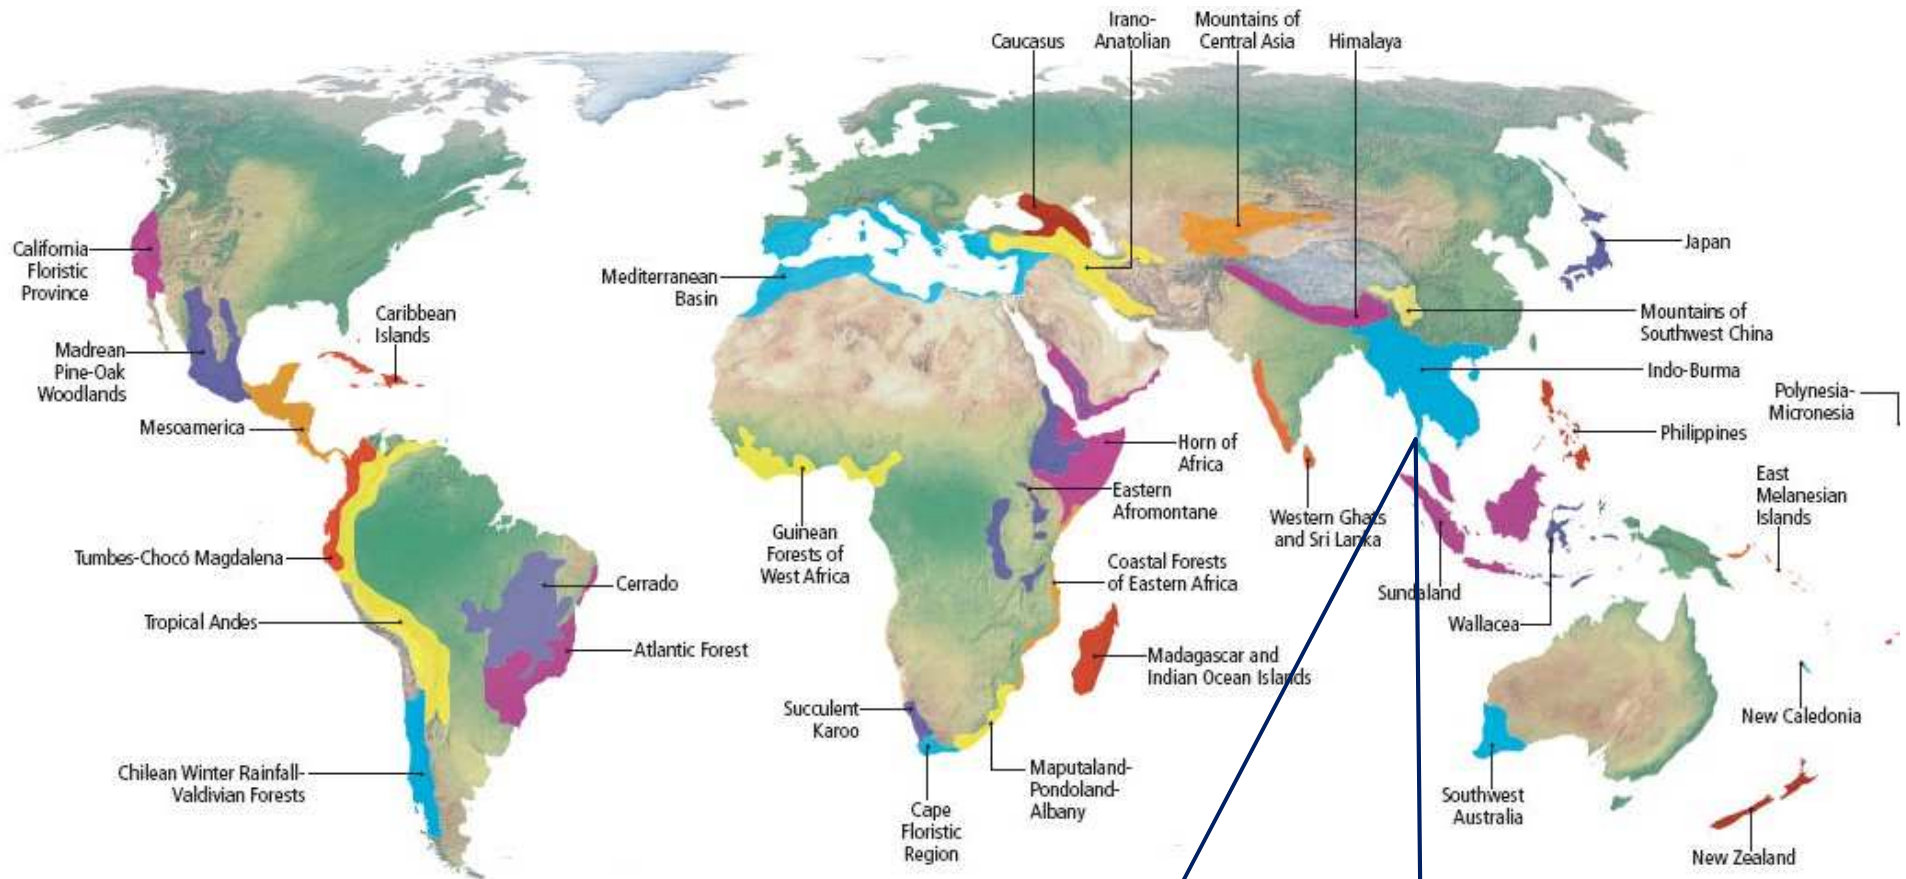 Caucasus
Irano-
Anatolian
Mountains of
Central Asia
Himalaya
California
Floristic
Province
Madrean
Pine-Oak
Woodlands
Caribbean
Islands
Mesoamerica
Tumbes-Chocó Magdalena
Tropical Andes
Cerrado
Atlantic Forest
Chilean Winter Rainfall-
Valdivian Forests
Mediterranean
Basin
Guinean
Forests of
West Africa
Succulent
Karoo
Cape
Floristic
Region
Maputaland-
Pondoland-
Albany
Horn of
Africa
Eastern
Afromontane
Coastal Forests
of Eastern Africa
Madagascar and
Indian Ocean Islands
Western Ghats
and Sri Lanka
Japan
Mountains of
Southwest China
Indo-Burma
Polynesia-
Micronesia
Philippines
East
Melanesian
Islands
Sundaland
Wallacea
Southwest
Australia
New Caledonia
New Zealand